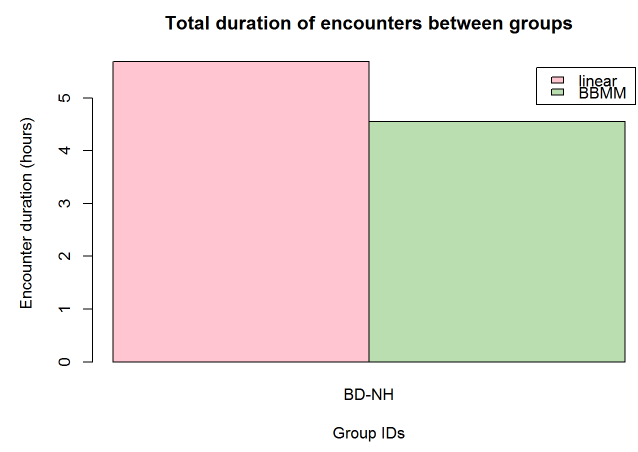 Total duration of encounters between groups
linear
BBMM
Encounter duration (hours)
5
4
3
2
1
0
BD-NH
Group IDs